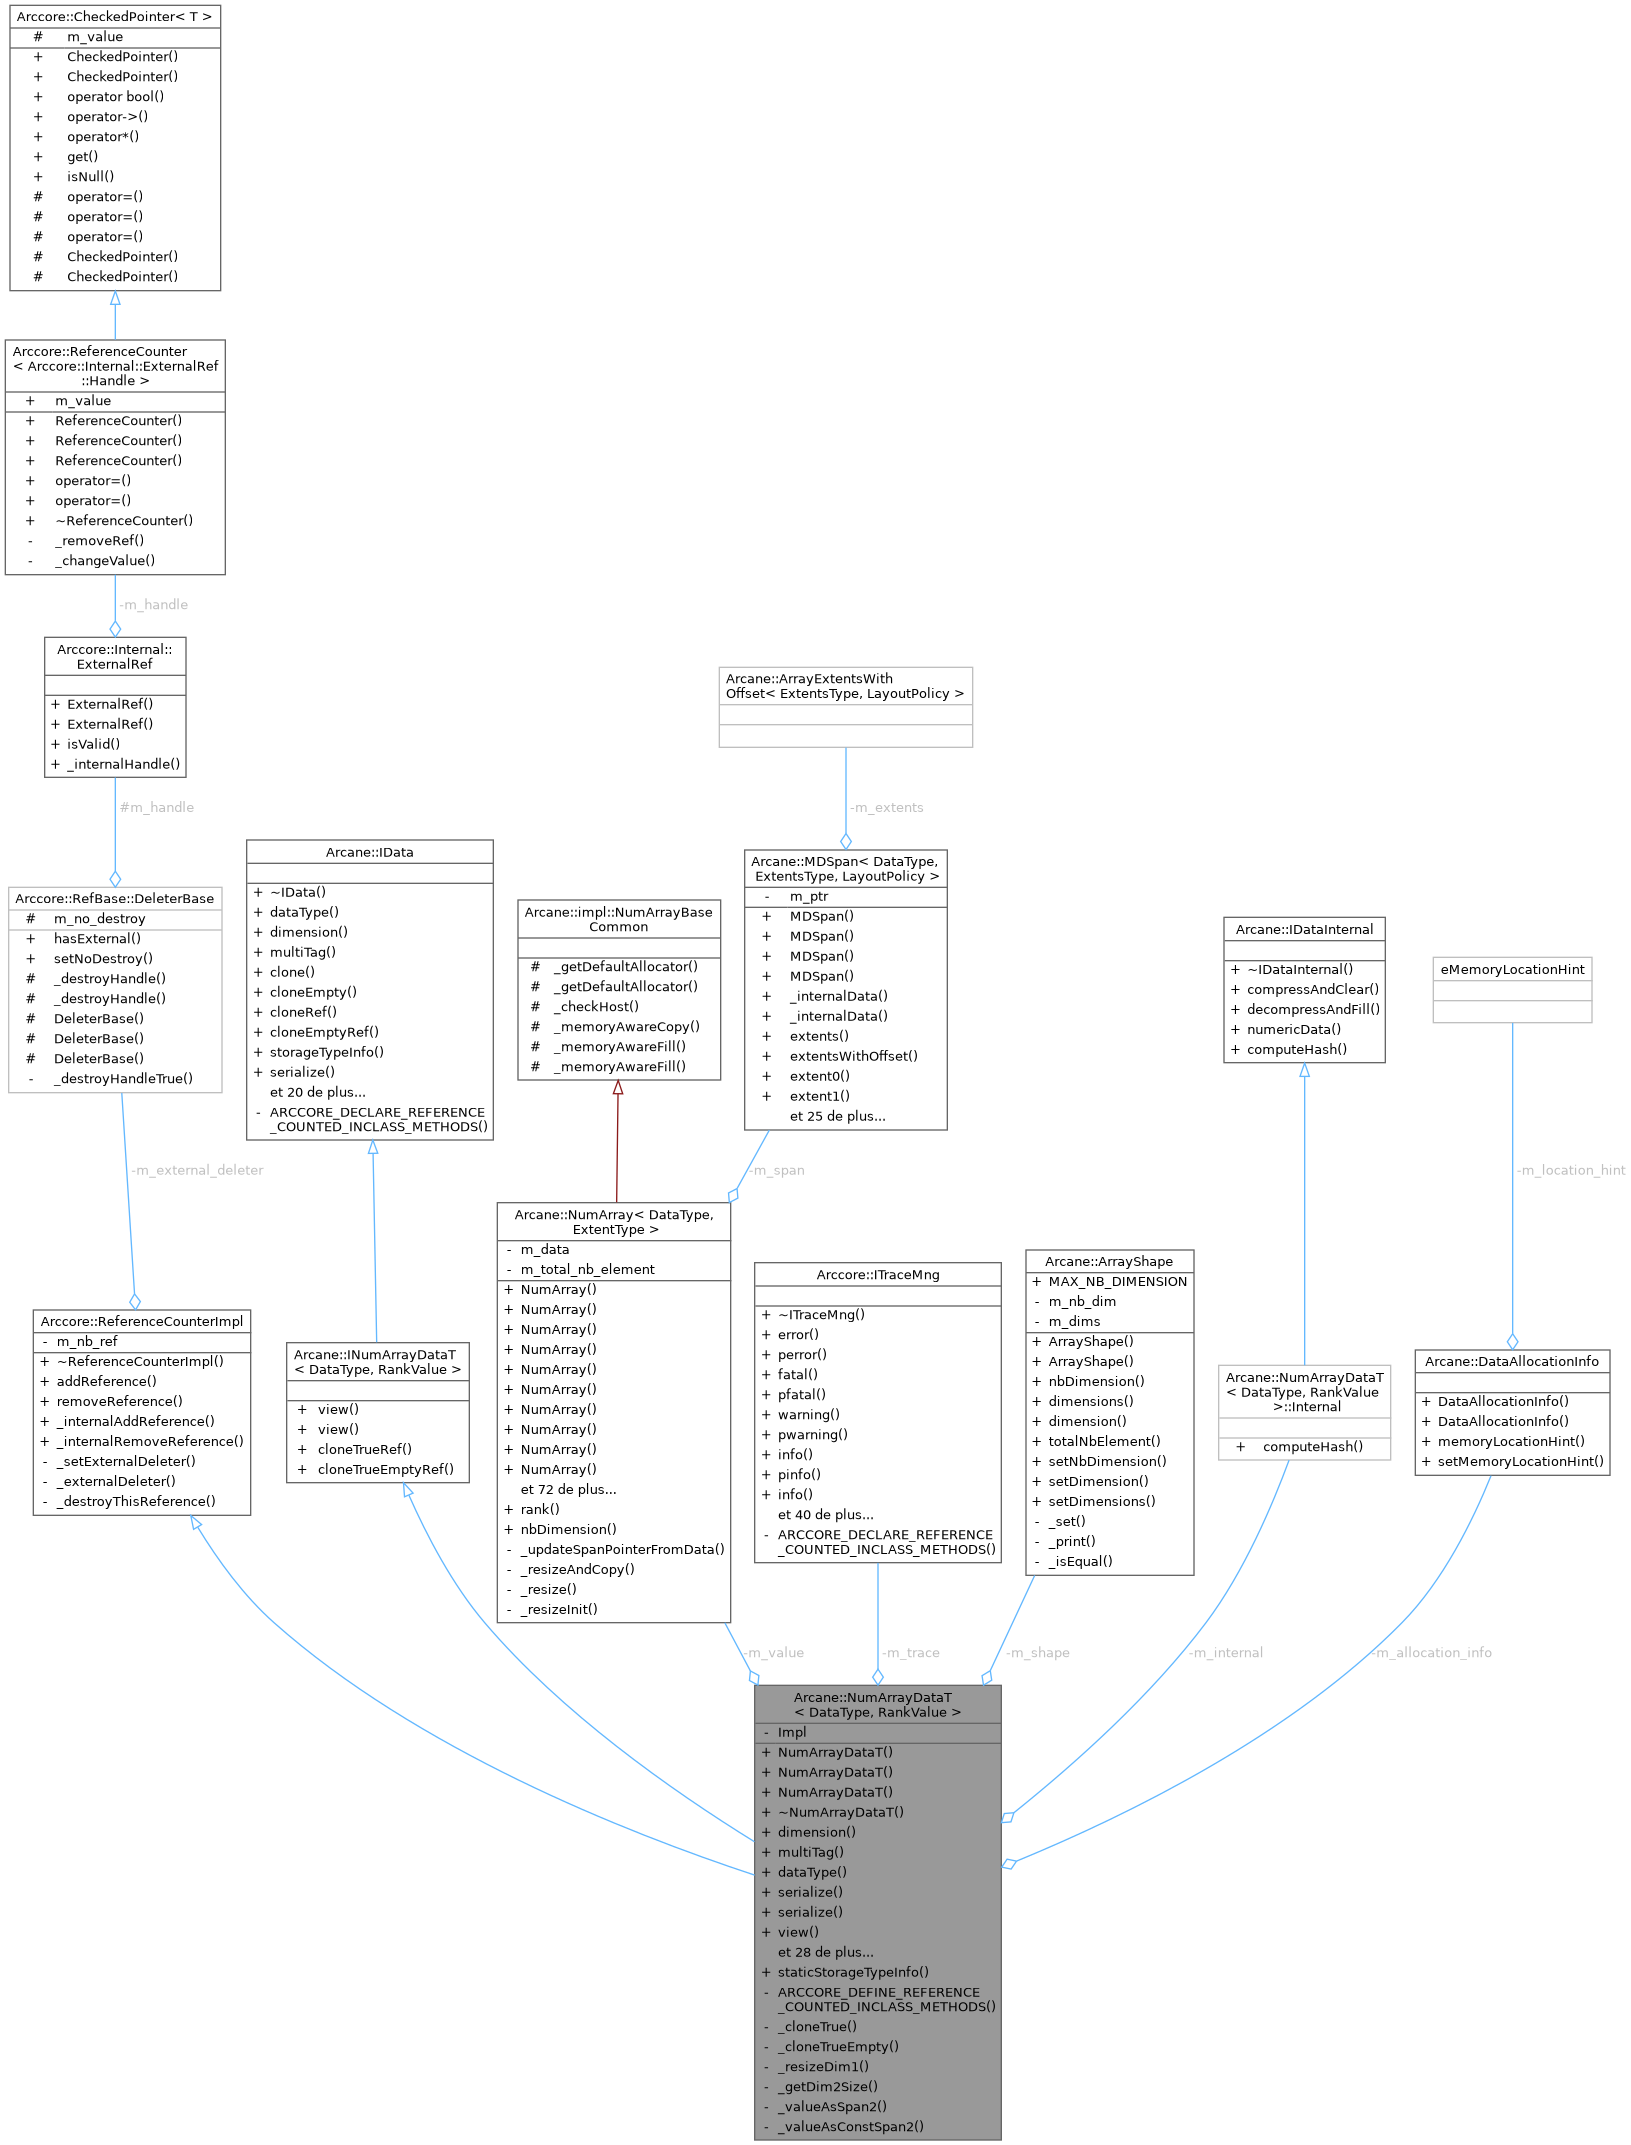 Arccore::CheckedPointer< T >
# m_value
+ CheckedPointer()
+ CheckedPointer()
+ operator bool()
+ operator->()
+ operator*()
+ get()
+ isNull()
# operator=()
# operator=()
# operator=()
# CheckedPointer()
# CheckedPointer()
Arccore::ReferenceCounter
< Arccore::Internal::ExternalRef
::Handle >
+ m_value
+ ReferenceCounter()
+ ReferenceCounter()
+ ReferenceCounter()
+ operator=()
+ operator=()
+ ~ReferenceCounter()
- _removeRef()
- _changeValue()
-m_handle
Arccore::Internal::
ExternalRef
+ ExternalRef()
+ ExternalRef()
+ isValid()
+ _internalHandle()
#m_handle
Arccore::RefBase::DeleterBase
# m_no_destroy
+ hasExternal()
+ setNoDestroy()
# _destroyHandle()
# _destroyHandle()
# DeleterBase()
# DeleterBase()
# DeleterBase()
- _destroyHandleTrue()
-m_external_deleter
Arccore::ReferenceCounterImpl
- m_nb_ref
+ ~ReferenceCounterImpl()
+ addReference()
+ removeReference()
+ _internalAddReference()
+ _internalRemoveReference()
- _setExternalDeleter()
- _externalDeleter()
- _destroyThisReference()
Arcane::IData
+ ~IData()
+ dataType()
+ dimension()
+ multiTag()
+ clone()
+ cloneEmpty()
+ cloneRef()
+ cloneEmptyRef()
+ storageTypeInfo()
+ serialize()
et 20 de plus...
- ARCCORE_DECLARE_REFERENCE
_COUNTED_INCLASS_METHODS()
Arcane::INumArrayDataT
< DataType, RankValue >
+ view()
+ view()
+ cloneTrueRef()
+ cloneTrueEmptyRef()
Arcane::impl::NumArrayBase
Common
# _getDefaultAllocator()
# _getDefaultAllocator()
# _checkHost()
# _memoryAwareCopy()
# _memoryAwareFill()
# _memoryAwareFill()
Arcane::ArrayExtentsWith
Offset< ExtentsType, LayoutPolicy >
-m_extents
Arcane::MDSpan< DataType,
ExtentsType, LayoutPolicy >
- m_ptr
+ MDSpan()
+ MDSpan()
+ MDSpan()
+ MDSpan()
+ _internalData()
+ _internalData()
+ extents()
+ extentsWithOffset()
+ extent0()
+ extent1()
et 25 de plus...
-m_span
Arcane::NumArray< DataType,
ExtentType >
- m_data
- m_total_nb_element
+ NumArray()
+ NumArray()
+ NumArray()
+ NumArray()
+ NumArray()
+ NumArray()
+ NumArray()
+ NumArray()
+ NumArray()
+ NumArray()
et 72 de plus...
+ rank()
+ nbDimension()
- _updateSpanPointerFromData()
- _resizeAndCopy()
- _resize()
- _resizeInit()
-m_value
Arccore::ITraceMng
+ ~ITraceMng()
+ error()
+ perror()
+ fatal()
+ pfatal()
+ warning()
+ pwarning()
+ info()
+ pinfo()
+ info()
et 40 de plus...
- ARCCORE_DECLARE_REFERENCE
_COUNTED_INCLASS_METHODS()
-m_trace
Arcane::ArrayShape
+ MAX_NB_DIMENSION
- m_nb_dim
- m_dims
+ ArrayShape()
+ ArrayShape()
+ nbDimension()
+ dimensions()
+ dimension()
+ totalNbElement()
+ setNbDimension()
+ setDimension()
+ setDimensions()
- _set()
- _print()
- _isEqual()
-m_shape
Arcane::IDataInternal
+ ~IDataInternal()
+ compressAndClear()
+ decompressAndFill()
+ numericData()
+ computeHash()
Arcane::NumArrayDataT
< DataType, RankValue
>::Internal
+ computeHash()
-m_internal
eMemoryLocationHint
-m_location_hint
Arcane::DataAllocationInfo
+ DataAllocationInfo()
+ DataAllocationInfo()
+ memoryLocationHint()
+ setMemoryLocationHint()
-m_allocation_info
Arcane::NumArrayDataT
< DataType, RankValue >
- Impl
+ NumArrayDataT()
+ NumArrayDataT()
+ NumArrayDataT()
+ ~NumArrayDataT()
+ dimension()
+ multiTag()
+ dataType()
+ serialize()
+ serialize()
+ view()
et 28 de plus...
+ staticStorageTypeInfo()
- ARCCORE_DEFINE_REFERENCE
_COUNTED_INCLASS_METHODS()
- _cloneTrue()
- _cloneTrueEmpty()
- _resizeDim1()
- _getDim2Size()
- _valueAsSpan2()
- _valueAsConstSpan2()